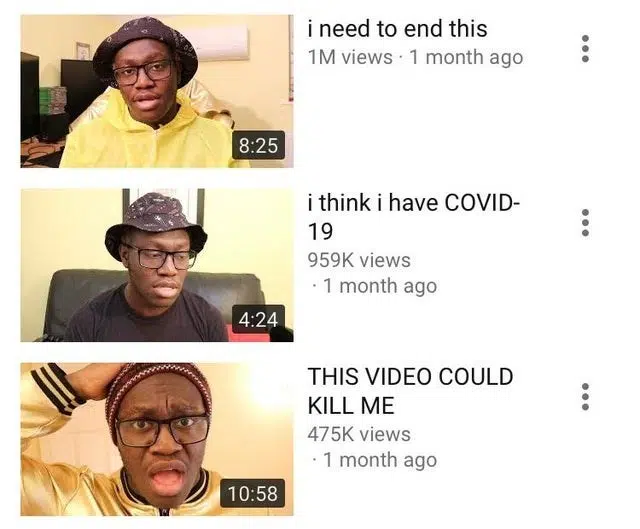 i need to end this
1M views · 1 month ago
8:25
i think i have COVID-
19
959K views
· 1 month ago
4:24
THIS VIDEO COULD
KILL ME
475K views
· 1 month ago
10:58